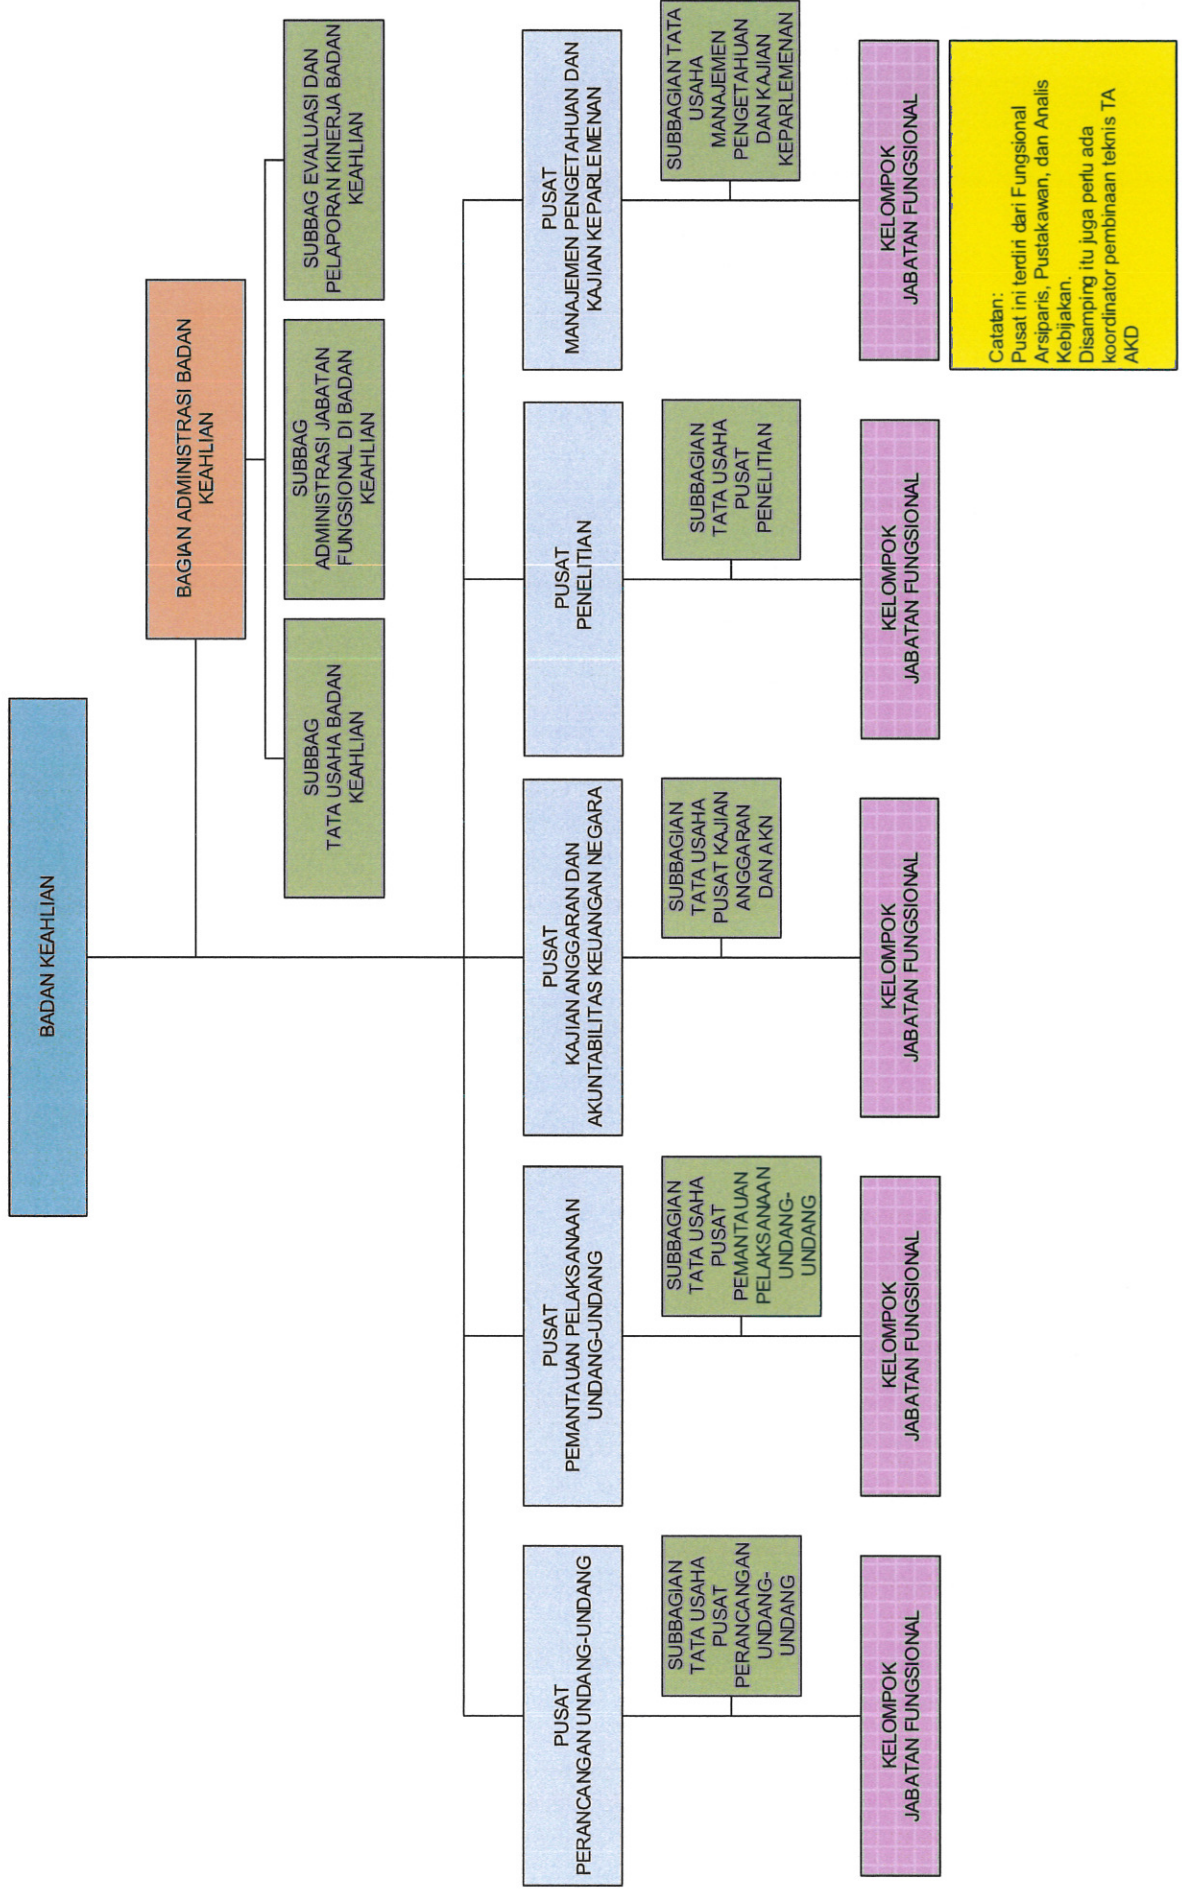 BADAN KEAHLIAN
BAGIAN ADMINISTRASI BADAN
KEAHLIAN
SUBBAG
TATA USAHA BADAN
KEAHLIAN
SUBBAG
ADMINISTRASI JABATAN
FUNGSIONAL DI BADAN
KEAHLIAN
SUBBAG EVALUASI DAN
PELAPORAN KINERJA BADAN
KEAHLIAN
PUSAT
PERANCANGAN UNDANG-UNDANG
PUSAT
PEMANTAUAN PELAKSANAAN
UNDANG-UNDANG
PUSAT
KAJIAN ANGGARAN DAN
AKUNTABILITAS KEUANGAN NEGARA
PUSAT
PENELITIAN
PUSAT
MANAJEMEN PENGETAHUAN DAN
KAJIAN KEPARLEMENAN
SUBBAGIAN
TATA USAHA
PUSAT
PERANCANGAN
UNDANG-
UNDANG
SUBBAGIAN
TATA USAHA
PUSAT
PEMANTAUAN
PELAKSANAAN
UNDANG-
UNDANG
SUBBAGIAN
TATA USAHA
PUSAT KAJIAN
ANGGARAN
DAN AKN
SUBBAGIAN
TATA USAHA
PUSAT
PENELITIAN
SUBBAGIAN TATA
USAHA
MANAJEMEN
PENGETAHUAN
DAN KAJIAN
KEPARLEMENAN
KELOMPOK
JABATAN FUNGSIONAL
KELOMPOK
JABATAN FUNGSIONAL
KELOMPOK
JABATAN FUNGSIONAL
KELOMPOK
JABATAN FUNGSIONAL
KELOMPOK
JABATAN FUNGSIONAL
Catatan:
Pusat ini terdiri dari Fungsional
Arsiparis, Pustakawan, dan Analis
Kebijakan.
Disamping itu juga perlu ada
koordinator pembinaan teknis TA
AKD